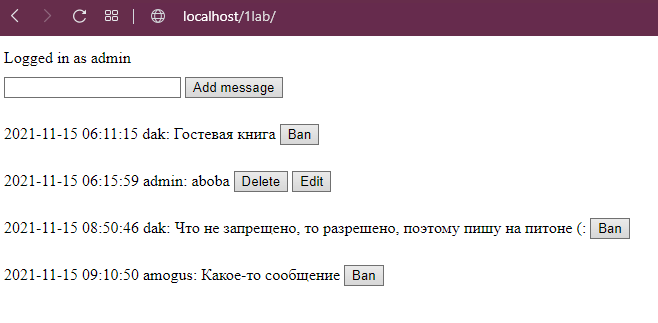 localhost/1lab/
Logged in as admin
Add message
2021-11-15 06:11:15 dak: Гостевая книга Ban
2021-11-15 06:15:59 admin: aboba Delete Edit
2021-11-15 08:50:46 dak: Что не запрещено, то разрешено, поэтому пишу на питоне (: Ban
2021-11-15 09:10:50 amogus: Какое-то сообщение Ban